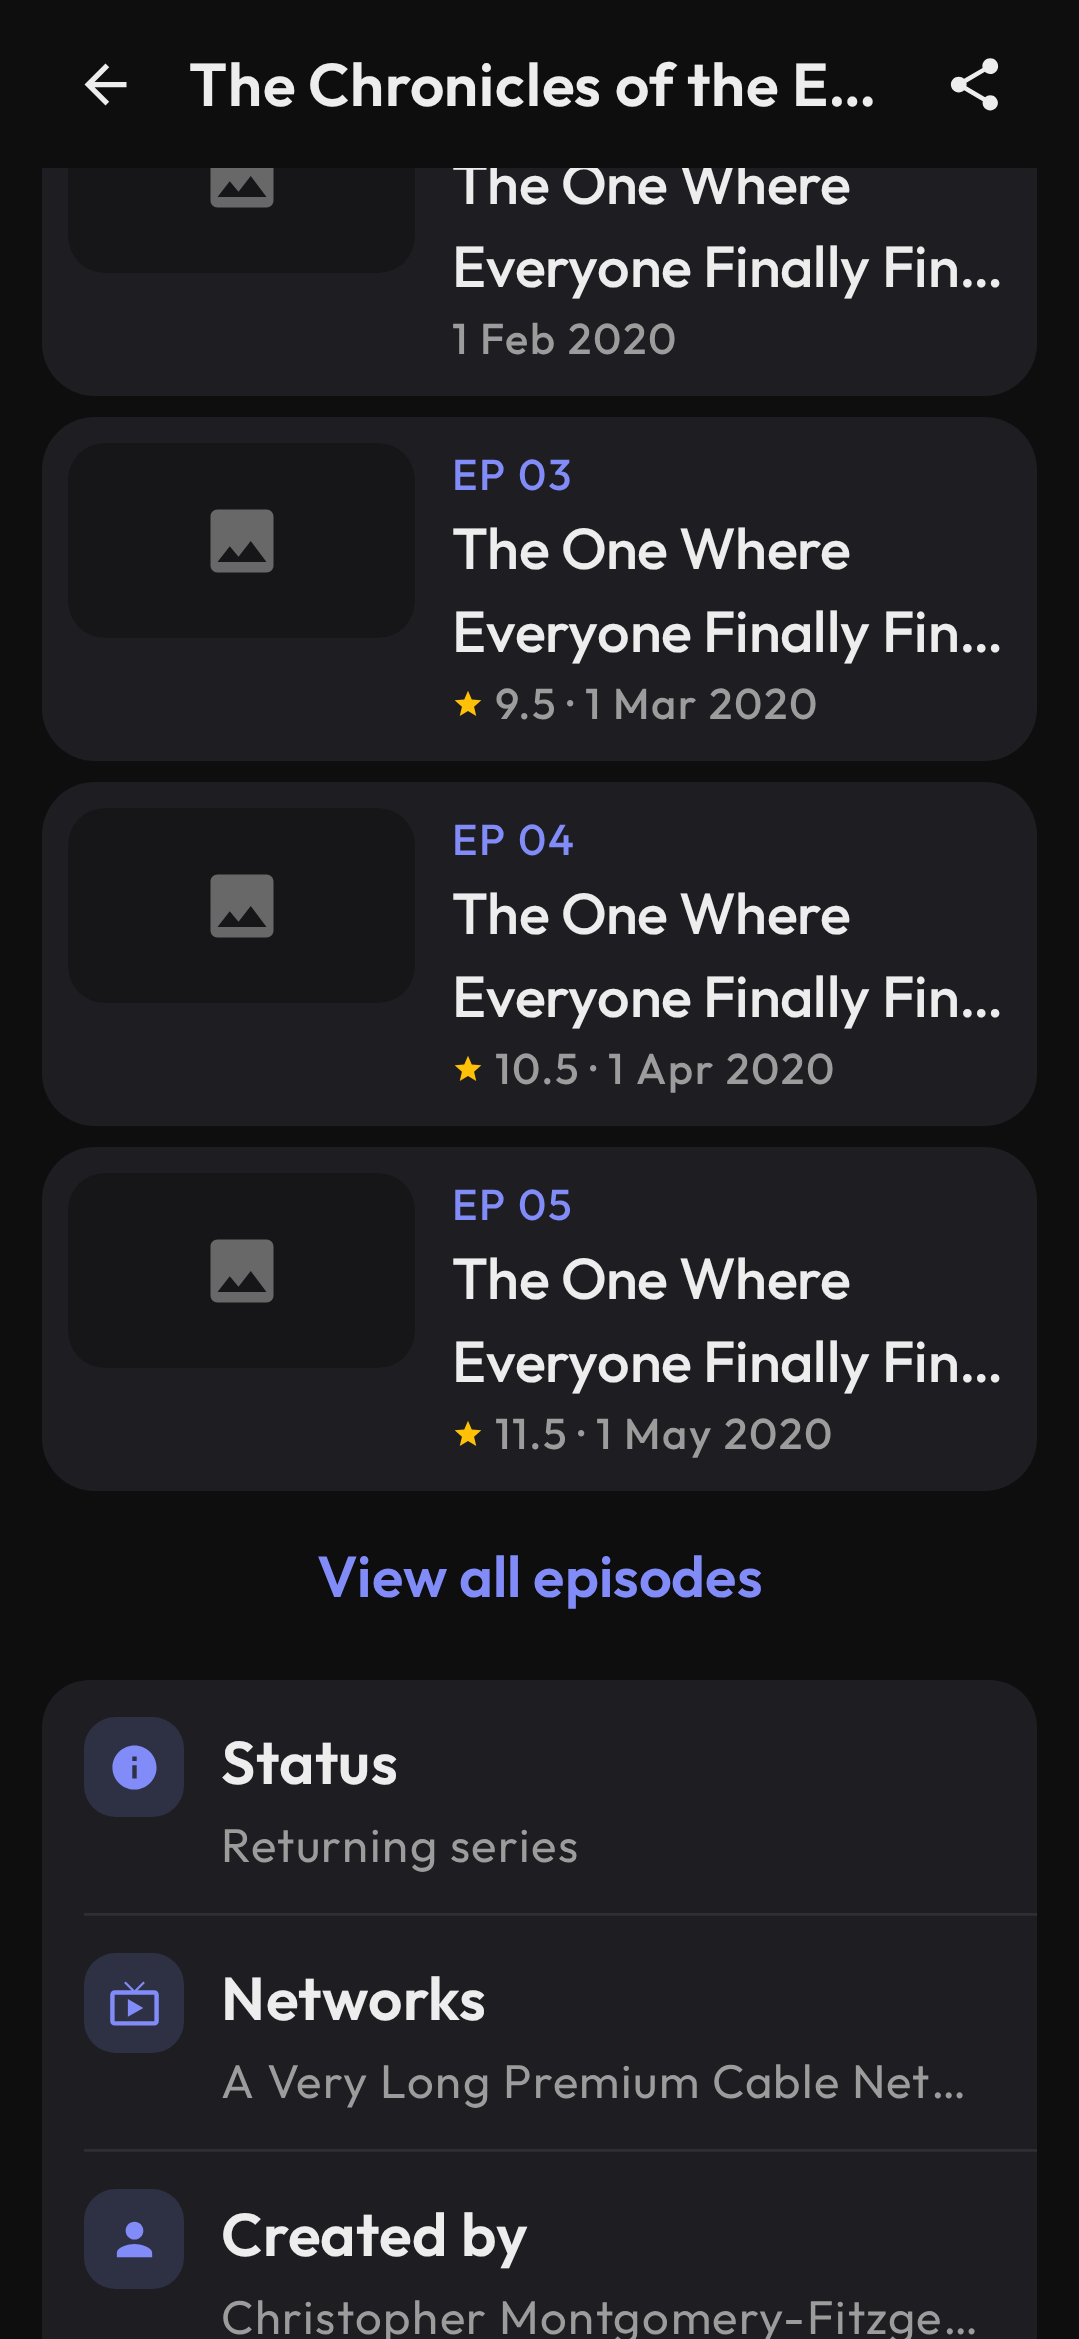 The Chronicles of the E...
The One Where
Everyone Finally Fin...
1 Feb 2020
EP 03
The One Where
Everyone Finally Fin...
9.5 · 1 Mar 2020
EP 04
The One Where
Everyone Finally Fin...
10.5 · 1 Apr 2020
EP 05
The One Where
Everyone Finally Fin...
11.5 · 1 May 2020
View all episodes
Status
Returning series
Networks
A Very Long Premium Cable Net...
Created by
Christopher Montgomery-Fitzge...